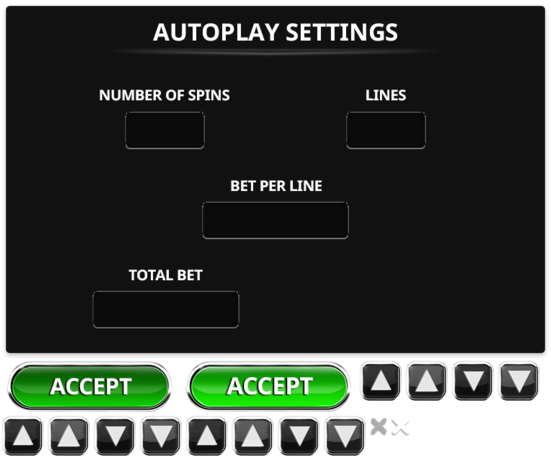 AUTOPLAY SETTINGS
NUMBER OF SPINS
LINES
BET PER LINE
TOTAL BET
ACCEPT
ACCEPT